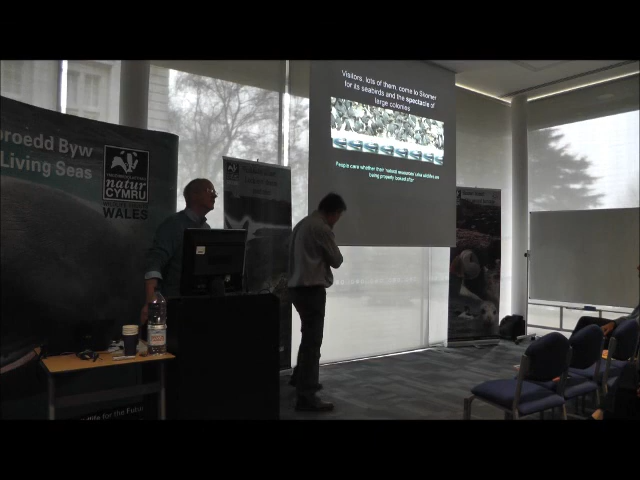 Visitors, lots of them, come to Skomer
for its seabirds and the spectacle of
large colonies
People care whether their 'natural resources' (aka wildlife) are
being properly looked after
oroedd Byw
Living Seas
natur
CYMRU
WALES